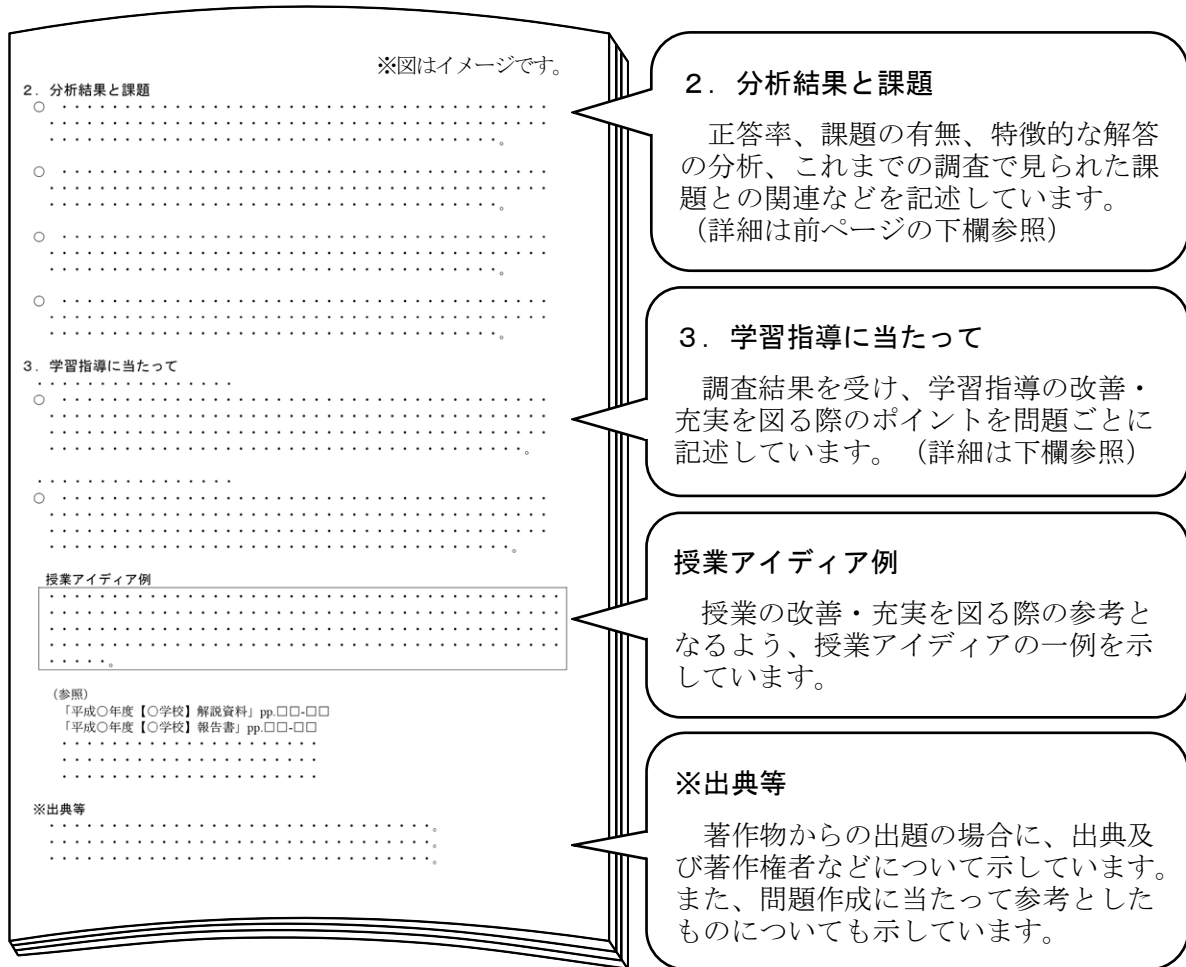 ※図はイメージです。
２．分析結果と課題
○ ・・・・・・・・・・・・・・・・・・・・・・・・・・・・・・・・・・・・・・
・・・・・・・・・・・・・・・・・・・・・・・・・・・・・・・・・・・・・・・
・・・・・・・・・・・・・・・・・・・・・・・・・・・・・・・・・・・。
○ ・・・・・・・・・・・・・・・・・・・・・・・・・・・・・・・・・・・・・・
・・・・・・・・・・・・・・・・・・・・・・・・・・・・・・・・・・・・・・・
・・・・・・・・・・・・・・・・・・・・・・・・・・・・・・・・・・・。
○ ・・・・・・・・・・・・・・・・・・・・・・・・・・・・・・・・・・・・・・
・・・・・・・・・・・・・・・・・・・・・・・・・・・・・・・・・・・・・・・
・・・・・・・・・・・・・・・・・・・・・・・・・・・・・・・・・・・。
○ ・・・・・・・・・・・・・・・・・・・・・・・・・・・・・・・・・・・・・・
・・・・・・・・・・・・・・・・・・・・・・・・・・・・・・・・・・・・・・・
・・・・・・・・・・・・・・・・・・・・・・・・・・・・・・・・・・・。
３．学習指導に当たって
・・・・・・・・・・・・・・・・
○ ・・・・・・・・・・・・・・・・・・・・・・・・・・・・・・・・・・・・・・
・・・・・・・・・・・・・・・・・・・・・・・・・・・・・・・・・・・・・・・
・・・・・・・・・・・・・・・・・・・・・・・・・・・・・・・・・・・・・・・
・・・・・・・・・・・・・・・・・・・・・・・・・・・・・・・・・・・・・。
・・・・・・・・・・・・・・・・
○ ・・・・・・・・・・・・・・・・・・・・・・・・・・・・・・・・・・・・・・
・・・・・・・・・・・・・・・・・・・・・・・・・・・・・・・・・・・・・・・
・・・・・・・・・・・・・・・・・・・・・・・・・・・・・・・・・・・・・・・
・・・・・・・・・・・・・・・・・・・・・・・・・・・・・・・・・・・・。
授業アイディア例
・・・・・・・・・・・・・・・・・・・・・・・・・・・・・・・・・・・・・・・・
・・・・・・・・・・・・・・・・・・・・・・・・・・・・・・・・・・・・・・・・
・・・・・・・・・・・・・・・・・・・・・・・・・・・・・・・・・・・・・・・・
・・・・・・・・・・・・・・・・・・・・・・・・・・・・・・・・・・・・・・・・
・・・・・。
（参照）
「平成○年度【○学校】解説資料」pp.□□-□□
「平成○年度【○学校】報告書」pp.□□-□□
・・・・・・・・・・・・・・・・・・・・・
・・・・・・・・・・・・・・・・・・・・・
・・・・・・・・・・・・・・・・・・・・・
※出典等
・・・・・・・・・・・・・・・・・・・・・・・・・・・・・・。
・・・・・・・・・・・・・・・・・・・・・・・・・・・・・・。
・・・・・・・・・・・・・・・・・・・・・・・・・・・・・・。
２．分析結果と課題
正答率、課題の有無、特徴的な解答
の分析、これまでの調査で見られた課
題との関連などを記述しています。
（詳細は前ページの下欄参照）
３．学習指導に当たって
調査結果を受け、学習指導の改善・
充実を図る際のポイントを問題ごとに
記述しています。（詳細は下欄参照）
授業アイディア例
授業の改善・充実を図る際の参考と
なるよう、授業アイディアの一例を示
しています。
※出典等
著作物からの出題の場合に、出典及
び著作権者などについて示しています。
また、問題作成に当たって参考とした
ものについても示しています。